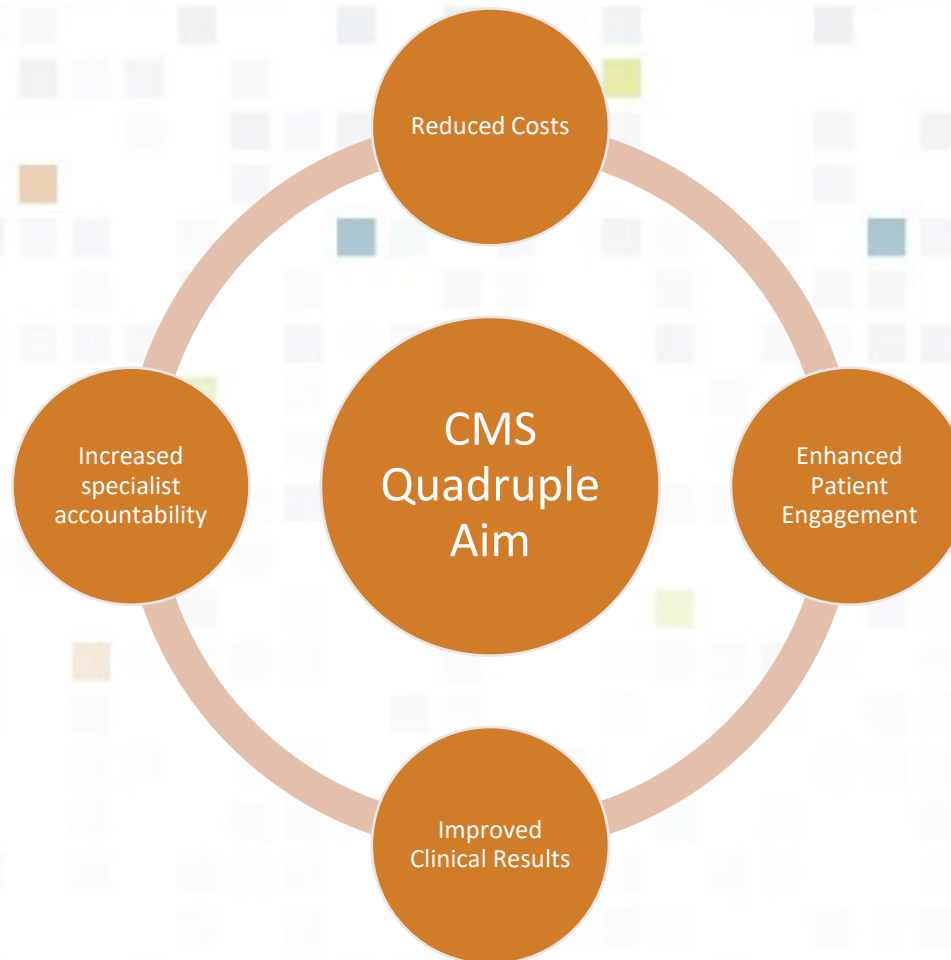 Reduced Costs
CMS
Quadruple
Aim
Increased
specialist
accountability
Enhanced
Patient
Engagement
Improved
Clinical Results